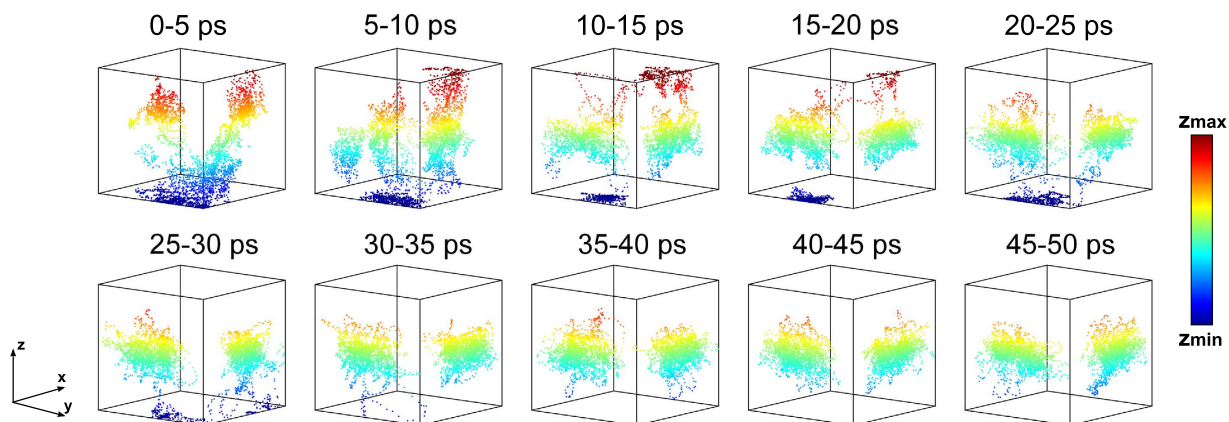 0-5 ps
5-10 ps
10-15 ps
15-20 ps
20-25 ps
zmax
25-30 ps
30-35 ps
35-40 ps
40-45 ps
45-50 ps
zmin
z
x
y